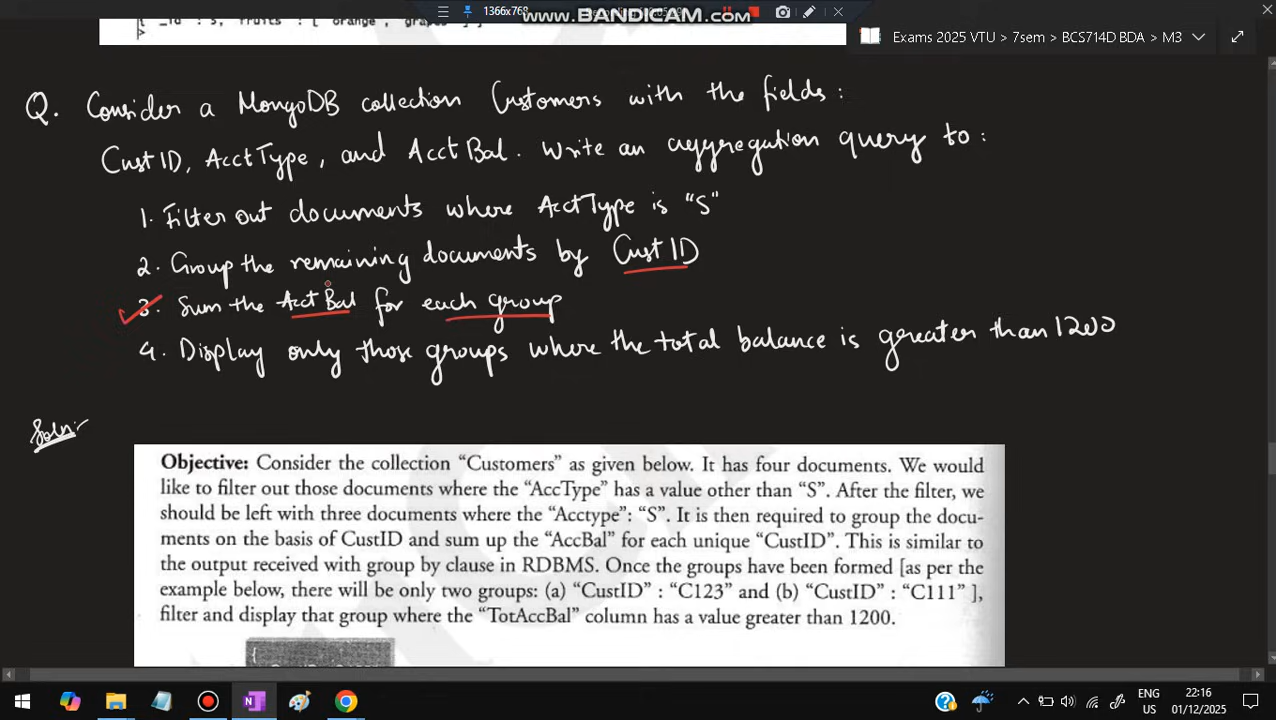 { _id : 5, fruits : [ orange , grapes ] }
>
1366x768
www.BANDICAM.com
Exams 2025 VTU > 7sem > BCS714D BDA > M3
Q. Consider a MongoDB collection Customers with the fields:
CustID, AcctType, and AcctBal. Write an aggregation query to:
1. Filter out documents where AcctType is "S"
2. Group the remaining documents by CustID
3. Sum the AcctBal for each group
4. Display only those groups where the total balance is greater than 1200
Soln:-
Objective: Consider the collection "Customers" as given below. It has four documents. We would
like to filter out those documents where the "AccType" has a value other than "S". After the filter, we
should be left with three documents where the "Acctype": "S". It is then required to group the docu-
ments on the basis of CustID and sum up the "AccBal" for each unique "CustID". This is similar to
the output received with group by clause in RDBMS. Once the groups have been formed [as per the
example below, there will be only two groups: (a) "CustID" : "C123" and (b) "CustID" : "C111" ],
filter and display that group where the "TotAccBal" column has a value greater than 1200.
{
ENG
US
22:16
01/12/2025